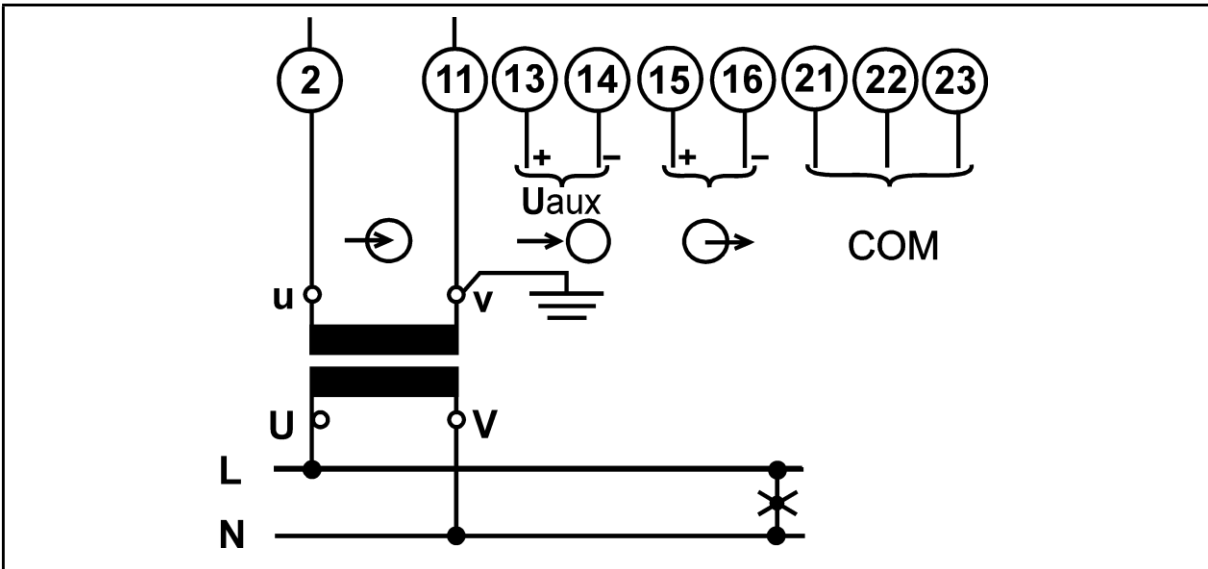 2 11 13 14 15 16 21 22 23
+ − + −
Uaux
COM
u v
U V
L
N